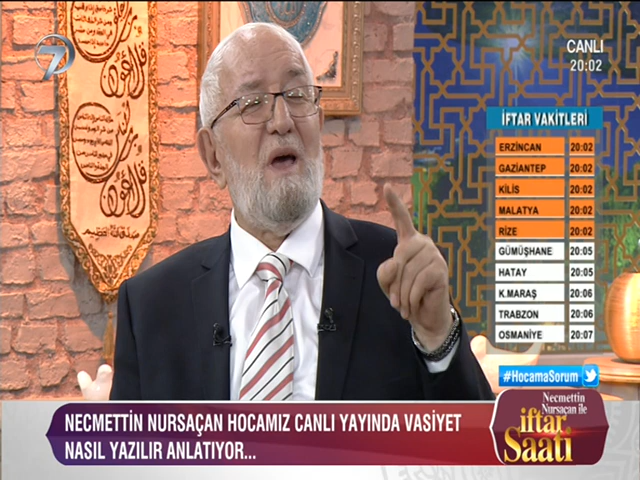 7
CANLI
20:02
İFTAR VAKİTLERİ
ERZİNCAN 20:02
GAZİANTEP 20:02
KİLİS 20:02
MALATYA 20:02
RİZE 20:02
GÜMÜŞHANE 20:05
HATAY 20:05
K.MARAŞ 20:06
TRABZON 20:06
OSMANİYE 20:07
#HocamaSorum
NECMETTİN NURSAÇAN HOCAMIZ CANLI YAYINDA VASİYET
NASIL YAZILIR ANLATIYOR...
Necmettin
Nursaçan ile
iftar
Saati